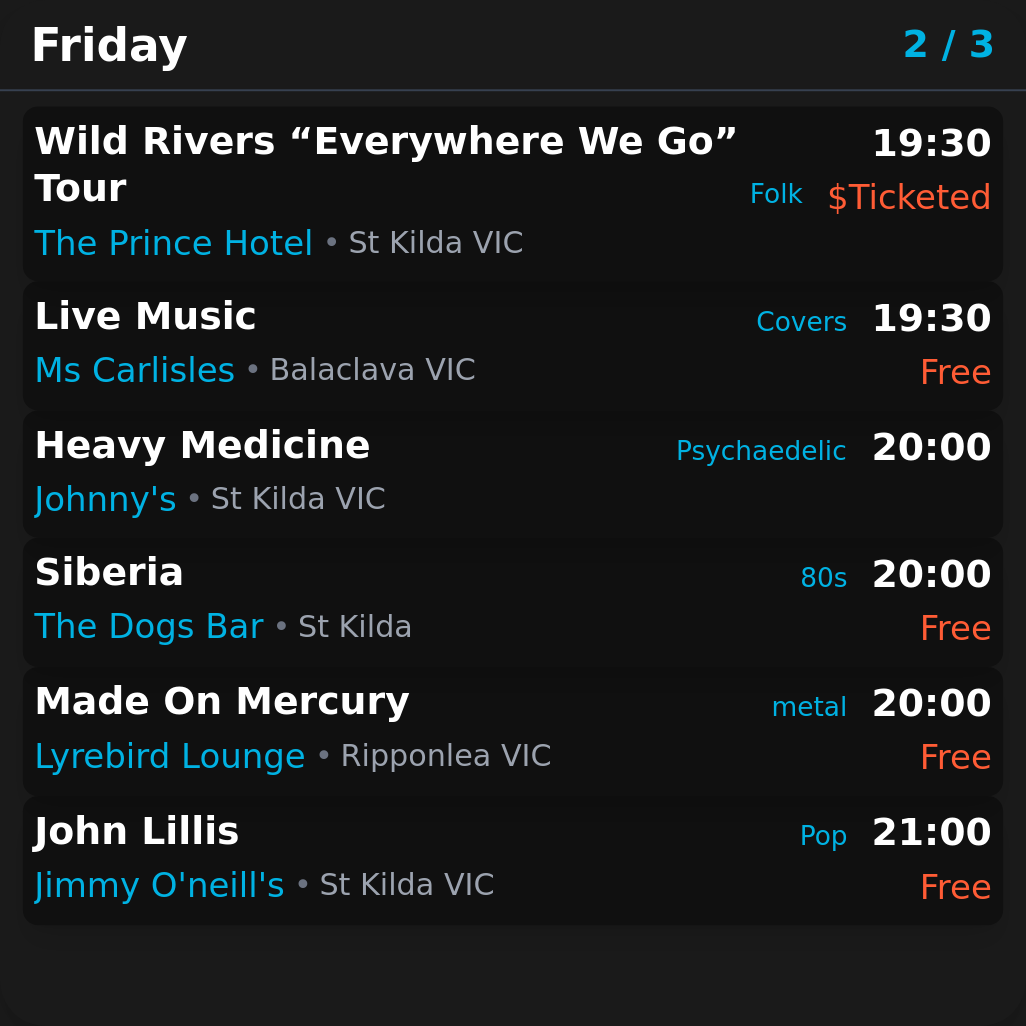 Friday
2 / 3
Wild Rivers “Everywhere We Go”
Tour
19:30
Folk $Ticketed
The Prince Hotel • St Kilda VIC
Live Music
Covers 19:30
Ms Carlisles • Balaclava VIC
Free
Heavy Medicine
Psychaedelic 20:00
Johnny's • St Kilda VIC
Siberia
80s 20:00
The Dogs Bar • St Kilda
Free
Made On Mercury
metal 20:00
Lyrebird Lounge • Ripponlea VIC
Free
John Lillis
Pop 21:00
Jimmy O'neill's • St Kilda VIC
Free